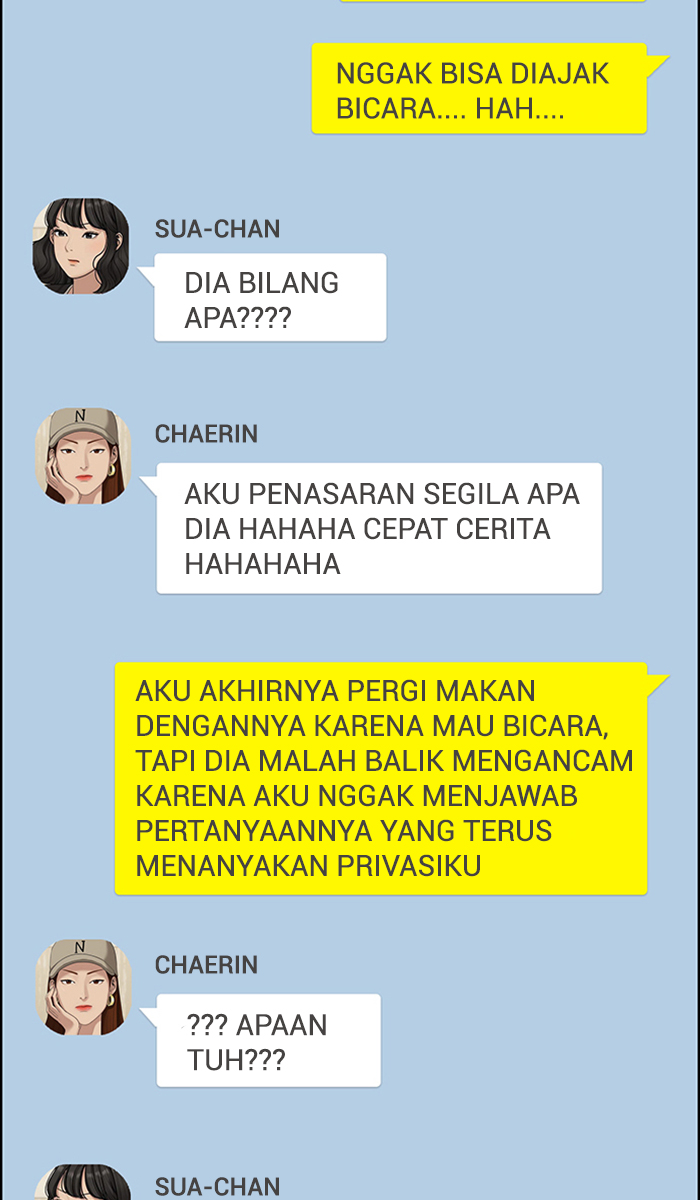 NGGAK BISA DIAJAK
BICARA.... HAH....
SUA-CHAN
DIA BILANG
APA????
N
CHAERIN
AKU PENASARAN SEGILA APA
DIA HAHAHA CEPAT CERITA
HAHAHAHA
AKU AKHIRNYA PERGI MAKAN
DENGANNYA KARENA MAU BICARA,
TAPI DIA MALAH BALIK MENGANCAM
KARENA AKU NGGAK MENJAWAB
PERTANYAANNYA YANG TERUS
MENANYAKAN PRIVASIKU
N
CHAERIN
??? APAAN
TUH???
SUA-CHAN